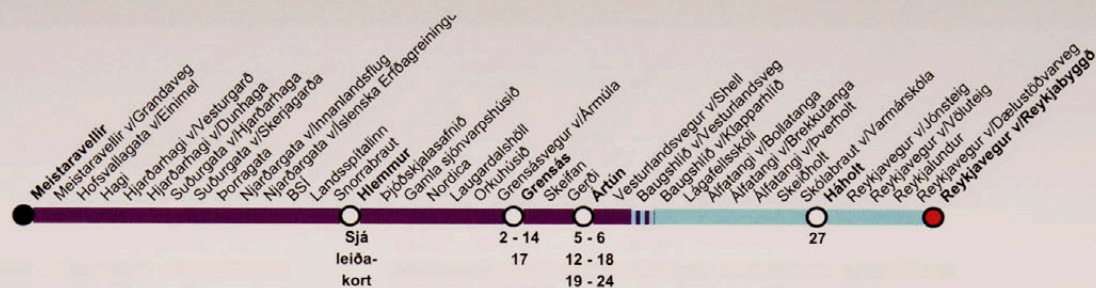 Meistaravellir
Meistaravellir v/Grandaveg
Hofsvallagata v/Einimel
Hagi
Hjarðarhagi v/Vesturgarð
Hjarðarhagi v/Dunhaga
Suðurgata v/Hjarðarhaga
Suðurgata v/Skerjagarða
Þorragata
Njarðargata v/Innanlandsflug
Njarðargata v/Íslenska Erfðagreiningu
BSÍ
Landsspítalinn
Snorrabraut
Hlemmur
Þjóðskjalasafnið
Gamla sjónvarpshúsið
Nordica
Laugardalshöll
Orkuhúsið
Grensásvegur v/Ármúla
Grensás
Skeifan
Gerði
Ártún
Vesturlandsvegur v/Shell
Baugshlið v/Vesturlandsveg
Baugshlið v/Klapparhlið
Lágafellsskóli
Álfatangi v/Bollatanga
Álfatangi v/Brekkutanga
Álfatangi v/Þverholt
Skeiðholt
Skólabraut v/Varmárskóla
Háholt
Reykjavegur v/Jónsteig
Reykjavegur v/Völuteig
Reykjalundur
Reykjavegur v/Dælustöðvarveg
Reykjavegur v/Reykjabyggð
Sjá
leiða-
kort
2 - 14
17
5 - 6
12 - 18
19 - 24
27